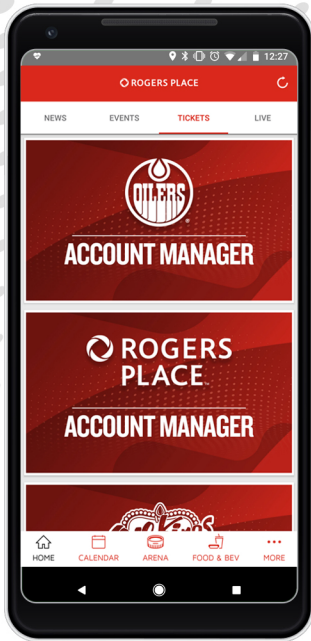 12:27
ROGERS PLACE
NEWS EVENTS TICKETS LIVE
OILERS
ACCOUNT MANAGER
ROGERS
PLACE
ACCOUNT MANAGER
HOME CALENDAR ARENA FOOD & BEV MORE